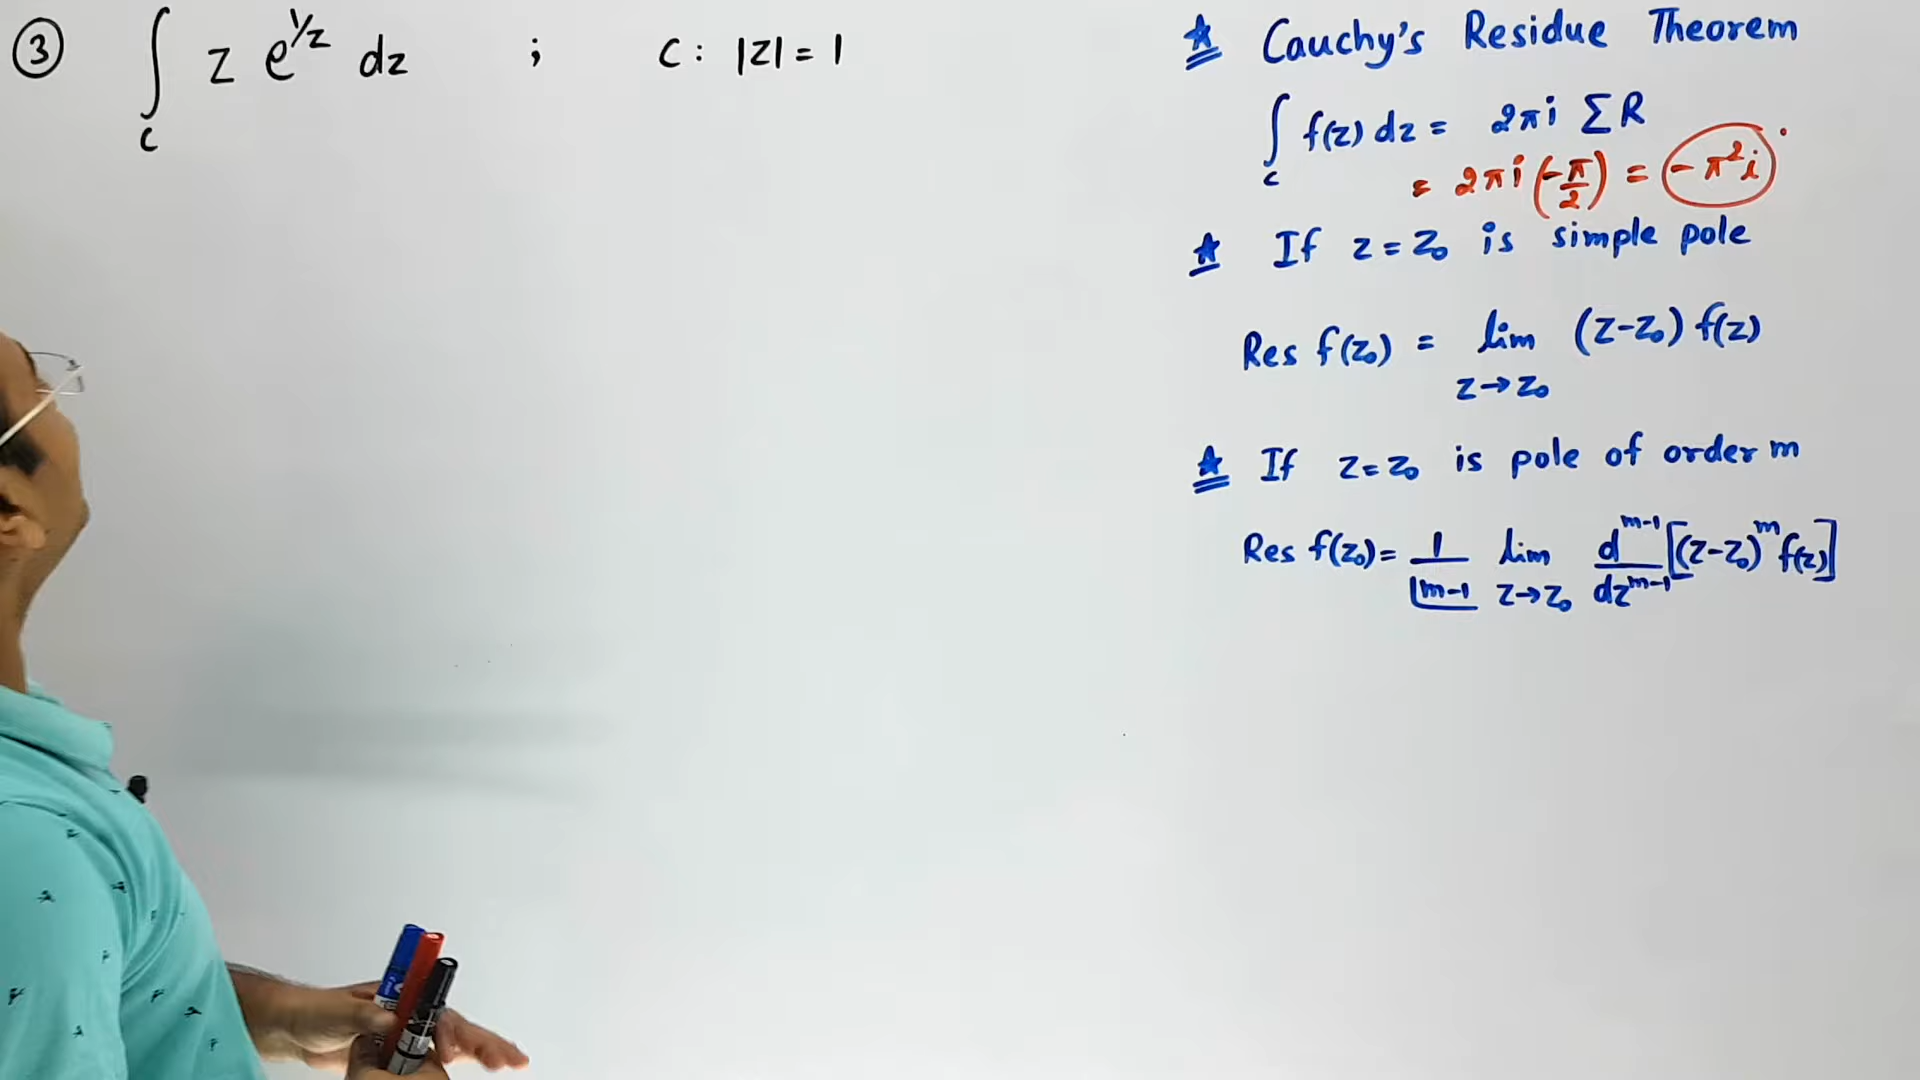 ③ ∫_C z e^{1/z} dz ; C : |z| = 1
★ Cauchy's Residue Theorem
∫_C f(z) dz = 2πi ∑ R
= 2πi (-π/2) = -π²i
★ If z = z₀ is simple pole
Res f(z₀) = lim_{z→z₀} (z-z₀) f(z)
★ If z = z₀ is pole of order m
Res f(z₀) = 1/|m-1 lim_{z→z₀} d^{m-1}/dz^{m-1} [(z-z₀)^m f(z)]